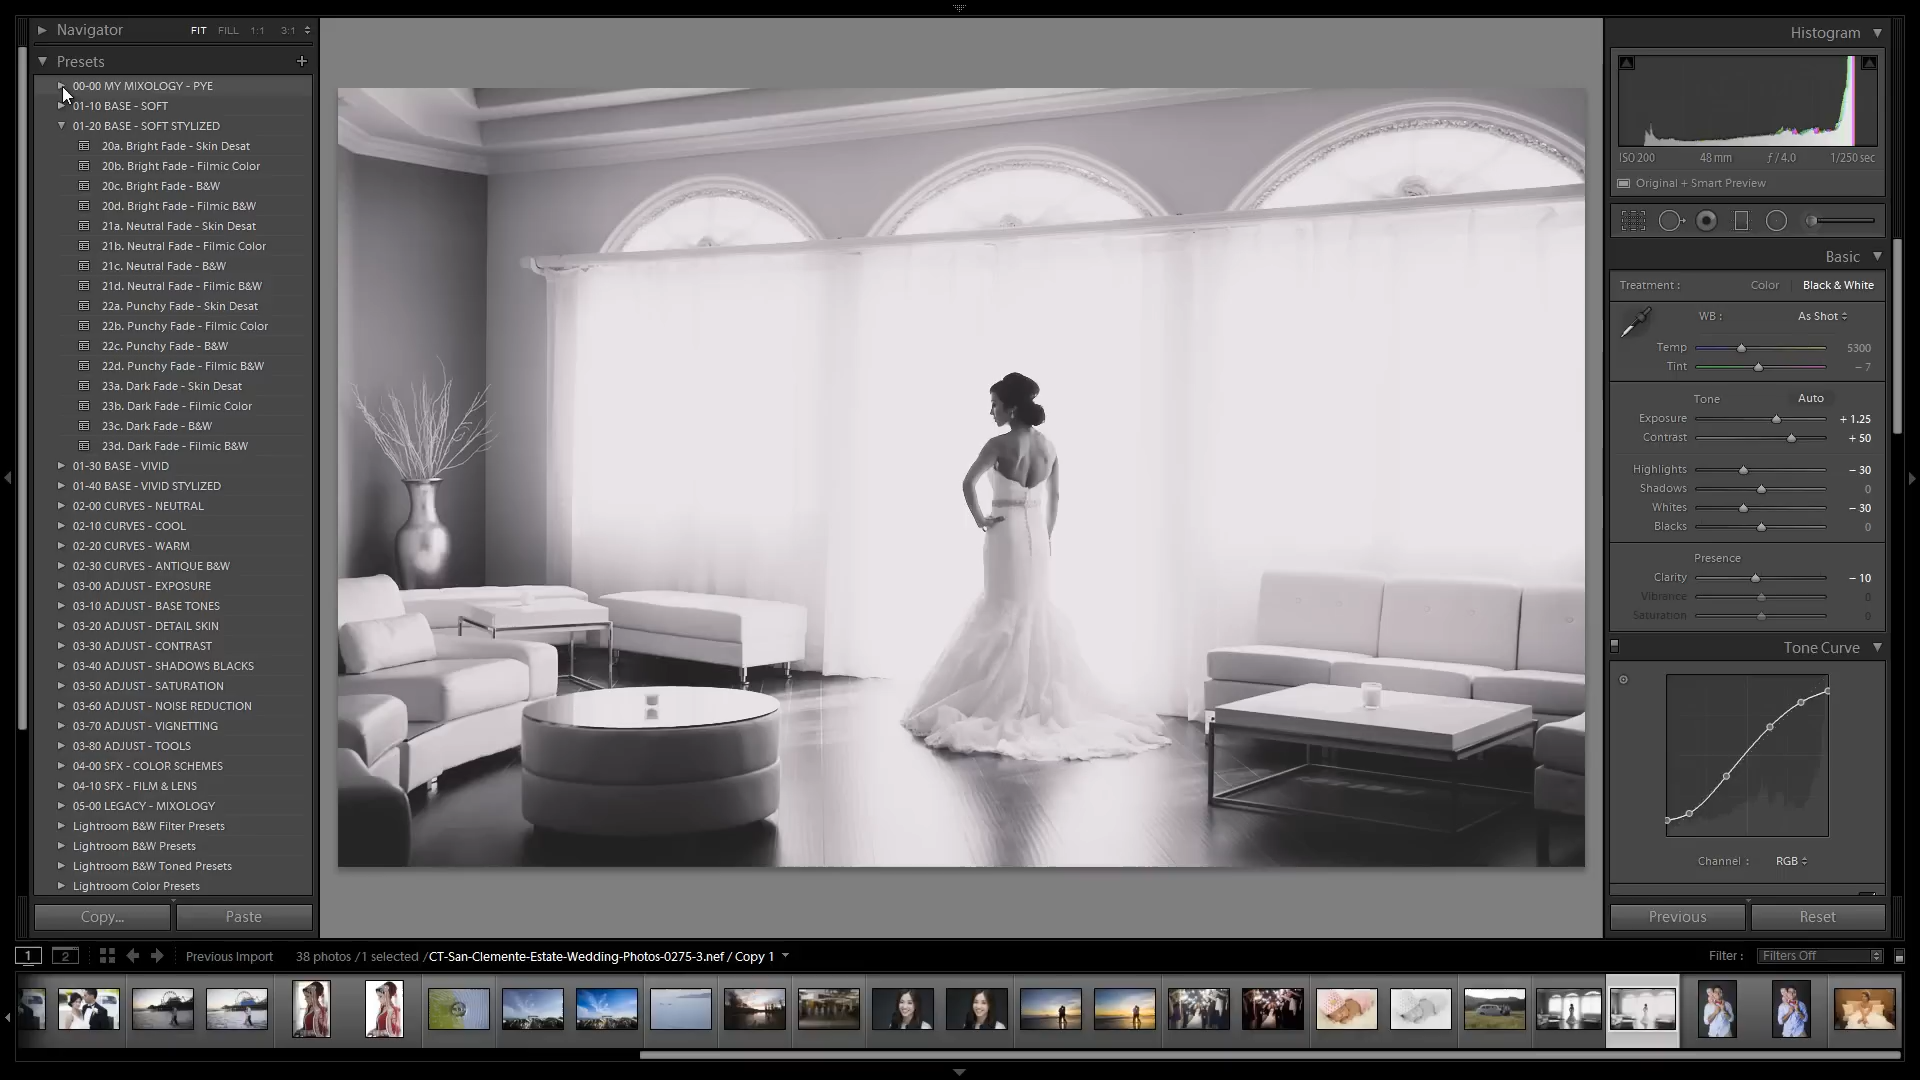 Navigator FIT FILL 1:1 3:1
Presets +
00-00 MY MIXOLOGY - PYE
01-10 BASE - SOFT
01-20 BASE - SOFT STYLIZED
20a. Bright Fade - Skin Desat
20b. Bright Fade - Filmic Color
20c. Bright Fade - B&W
20d. Bright Fade - Filmic B&W
21a. Neutral Fade - Skin Desat
21b. Neutral Fade - Filmic Color
21c. Neutral Fade - B&W
21d. Neutral Fade - Filmic B&W
22a. Punchy Fade - Skin Desat
22b. Punchy Fade - Filmic Color
22c. Punchy Fade - B&W
22d. Punchy Fade - Filmic B&W
23a. Dark Fade - Skin Desat
23b. Dark Fade - Filmic Color
23c. Dark Fade - B&W
23d. Dark Fade - Filmic B&W
01-30 BASE - VIVID
01-40 BASE - VIVID STYLIZED
02-00 CURVES - NEUTRAL
02-10 CURVES - COOL
02-20 CURVES - WARM
02-30 CURVES - ANTIQUE B&W
03-00 ADJUST - EXPOSURE
03-10 ADJUST - BASE TONES
03-20 ADJUST - DETAIL SKIN
03-30 ADJUST - CONTRAST
03-40 ADJUST - SHADOWS BLACKS
03-50 ADJUST - SATURATION
03-60 ADJUST - NOISE REDUCTION
03-70 ADJUST - VIGNETTING
03-80 ADJUST - TOOLS
04-00 SFX - COLOR SCHEMES
04-10 SFX - FILM & LENS
05-00 LEGACY - MIXOLOGY
Lightroom B&W Filter Presets
Lightroom B&W Presets
Lightroom B&W Toned Presets
Lightroom Color Presets
Copy... Paste
Histogram
ISO 200 48 mm ƒ / 4.0 1/250 sec
Original + Smart Preview
Basic
Treatment : Color Black & White
WB : As Shot
Temp 5300
Tint - 7
Tone Auto
Exposure + 1.25
Contrast + 50
Highlights - 30
Shadows 0
Whites - 30
Blacks 0
Presence
Clarity - 10
Vibrance 0
Saturation 0
Tone Curve
Channel : RGB
Previous Reset
1 2 Previous Import 38 photos / 1 selected / CT-San-Clemente-Estate-Wedding-Photos-0275-3.nef / Copy 1 Filter : Filters Off